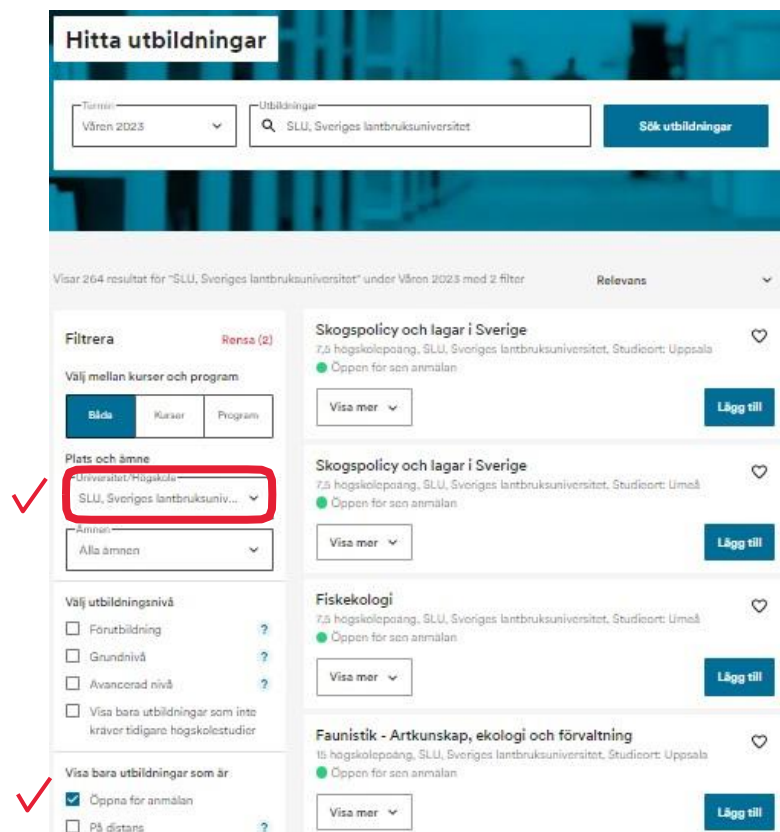 Hitta utbildningar
Termin
Våren 2023
Utbildningar
SLU, Sveriges lantbruksuniversitet
Sök utbildningar
Visar 264 resultat för "SLU, Sveriges lantbruksuniversitet" under Våren 2023 med 2 filter
Relevans
Filtrera
Rensa (2)
Välj mellan kurser och program
Båda
Kurser
Program
Plats och ämne
Universitet/Högskola
SLU, Sveriges lantbruksuniv...
Ämnen
Alla ämnen
Välj utbildningsnivå
Förutbildning ?
Grundnivå ?
Avancerad nivå ?
Visa bara utbildningar som inte
kräver tidigare högskolestudier
Visa bara utbildningar som är
Öppna för anmälan
På distans ?
Skogspolicy och lagar i Sverige
7,5 högskolepoäng, SLU, Sveriges lantbruksuniversitet, Studieort: Uppsala
Öppen för sen anmälan
Visa mer
Lägg till
Skogspolicy och lagar i Sverige
7,5 högskolepoäng, SLU, Sveriges lantbruksuniversitet, Studieort: Umeå
Öppen för sen anmälan
Visa mer
Lägg till
Fiskekologi
7,5 högskolepoäng, SLU, Sveriges lantbruksuniversitet, Studieort: Umeå
Öppen för sen anmälan
Visa mer
Lägg till
Faunistik - Artkunskap, ekologi och förvaltning
15 högskolepoäng, SLU, Sveriges lantbruksuniversitet, Studieort: Uppsala
Öppen för sen anmälan
Visa mer
Lägg till